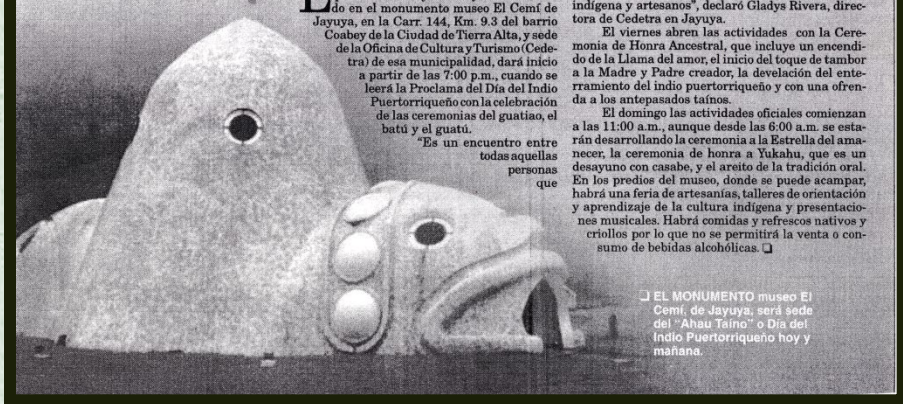 do en el monumento museo El Cemí de
Jayuya, en la Carr. 144, Km. 9.3 del barrio
Coabey de la Ciudad de Tierra Alta, y sede
de la Oficina de Cultura y Turismo (Cede-
tra) de esa municipalidad, dará inicio
a partir de las 7:00 p.m., cuando se
leerá la Proclama del Día del Indio
Puertorriqueño con la celebración
de las ceremonias del guatiao, el
batú y el guatú.
"Es un encuentro entre
todas aquellas
personas
que
indígena y artesanos", declaró Gladys Rivera, direc-
tora de Cedetra en Jayuya.
El viernes abren las actividades con la Cere-
monia de Honra Ancestral, que incluye un encendi-
do de la Llama del amor, el inicio del toque de tambor
a la Madre y Padre creador, la develación del ente-
rramiento del indio puertorriqueño y con una ofren-
da a los antepasados taínos.
El domingo las actividades oficiales comienzan
a las 11:00 a.m., aunque desde las 6:00 a.m. se esta-
rán desarrollando la ceremonia a la Estrella del ama-
necer, la ceremonia de honra a Yukahu, que es un
desayuno con casabe, y el areito de la tradición oral.
En los predios del museo, donde se puede acampar,
habrá una feria de artesanías, talleres de orientación
y aprendizaje de la cultura indígena y presentacio-
nes musicales. Habrá comidas y refrescos nativos y
criollos por lo que no se permitirá la venta o con-
sumo de bebidas alcohólicas. ❑
❑ EL MONUMENTO museo El
Cemí, de Jayuya, será sede
del "Ahau Taíno" o Día del
Indio Puertorriqueño hoy y
mañana.